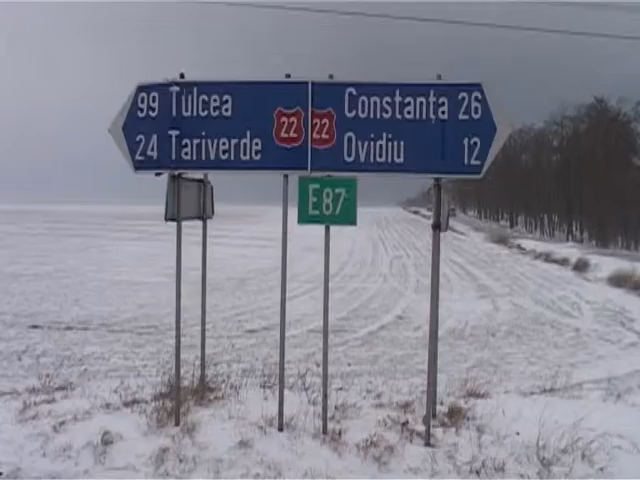 99 Tulcea
24 Tariverde
22
22
Constanța 26
Ovidiu 12
E87